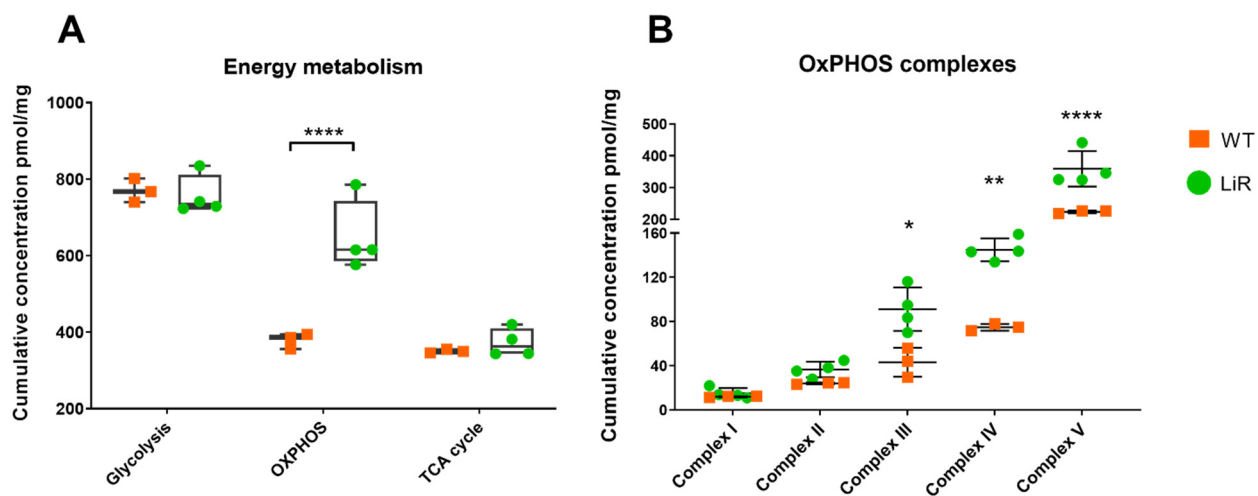 A
Energy metabolism
Cumulative concentration pmol/mg
1000
800
600
400
200
****
Glycolysis
OXPHOS
TCA cycle
B
OxPHOS complexes
Cumulative concentration pmol/mg
500
400
300
200
160
120
80
40
0
*
**
****
Complex I
Complex II
Complex III
Complex IV
Complex V
WT
LiR